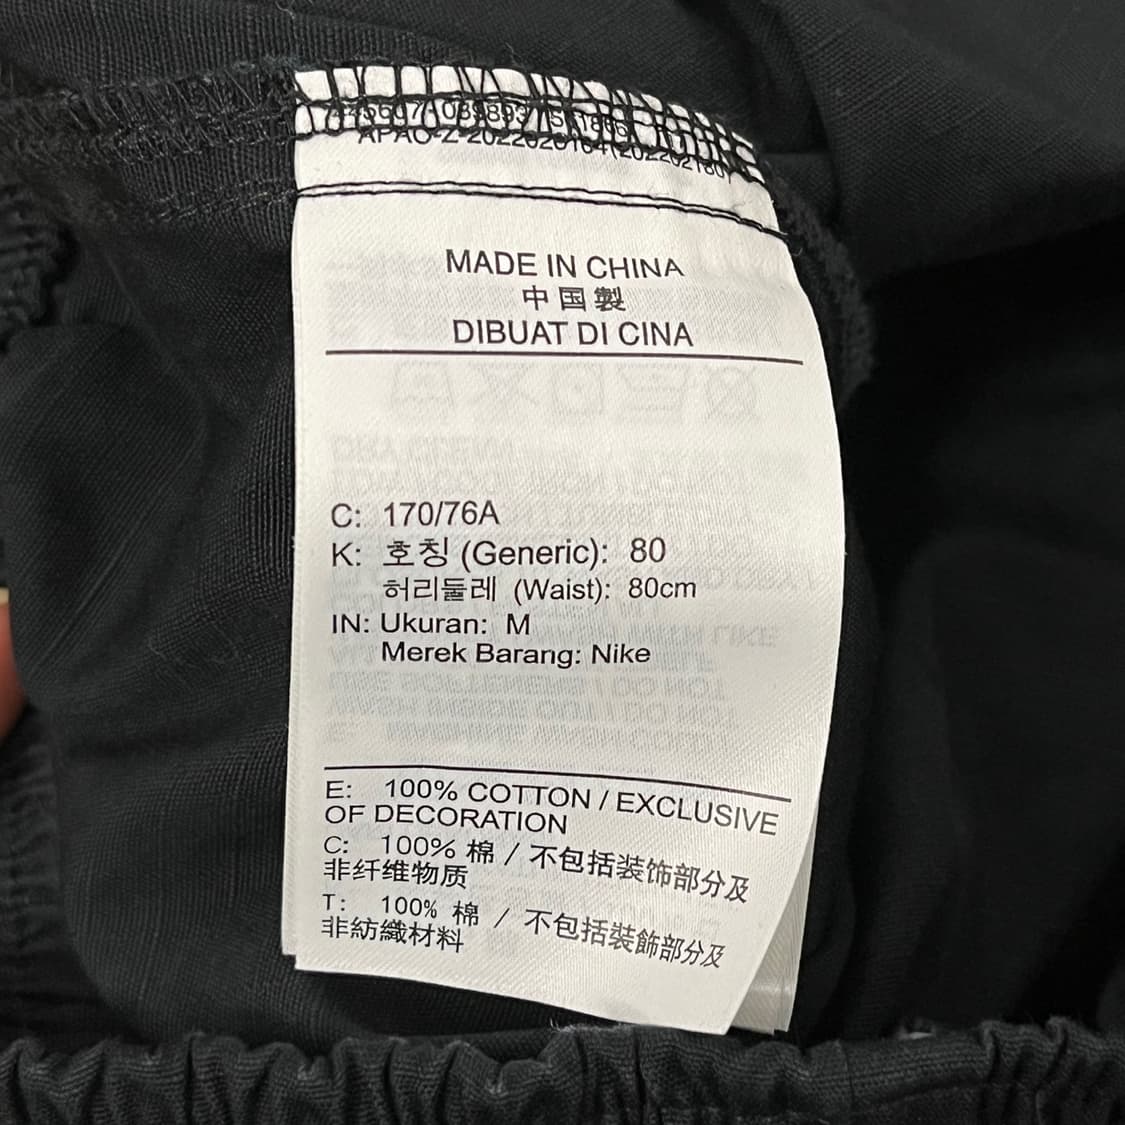 MADE IN CHINA
中国製
DIBUAT DI CINA
C: 170/76A
K: 호칭 (Generic): 80
허리둘레 (Waist): 80cm
IN: Ukuran: M
Merek Barang: Nike
E: 100% COTTON / EXCLUSIVE
OF DECORATION
C: 100% 棉 / 不包括装饰部分及
非纤维物质
T: 100% 棉 / 不包括裝飾部分及
非紡織材料